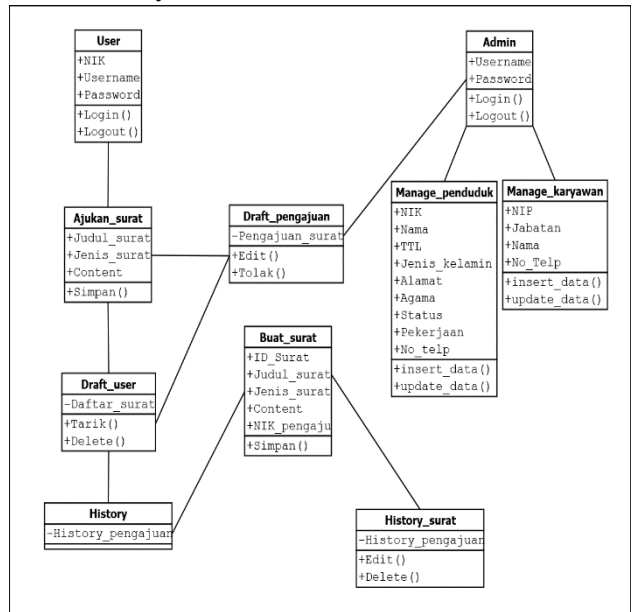 User
+NIK
+Username
+Password
+Login()
+Logout()
Admin
+Username
+Password
+Login()
+Logout()
Ajukan_surat
+Judul_surat
+Jenis_surat
+Content
+Simpan()
Draft_pengajuan
-Pengajuan_surat
+Edit()
+Tolak()
Manage_penduduk
+NIK
+Nama
+TTL
+Jenis_kelamin
+Alamat
+Agama
+Status
+Pekerjaan
+No_telp
+insert_data()
+update_data()
Manage_karyawan
+NIP
+Jabatan
+Nama
+No_Telp
+insert_data()
+update_data()
Draft_user
-Daftar_surat
+Tarik()
+Delete()
Buat_surat
+ID_Surat
+Judul_surat
+Jenis_surat
+Content
+NIK_pengaju
+Simpan()
History
-History_pengajuan
History_surat
-History_pengajuan
+Edit()
+Delete()